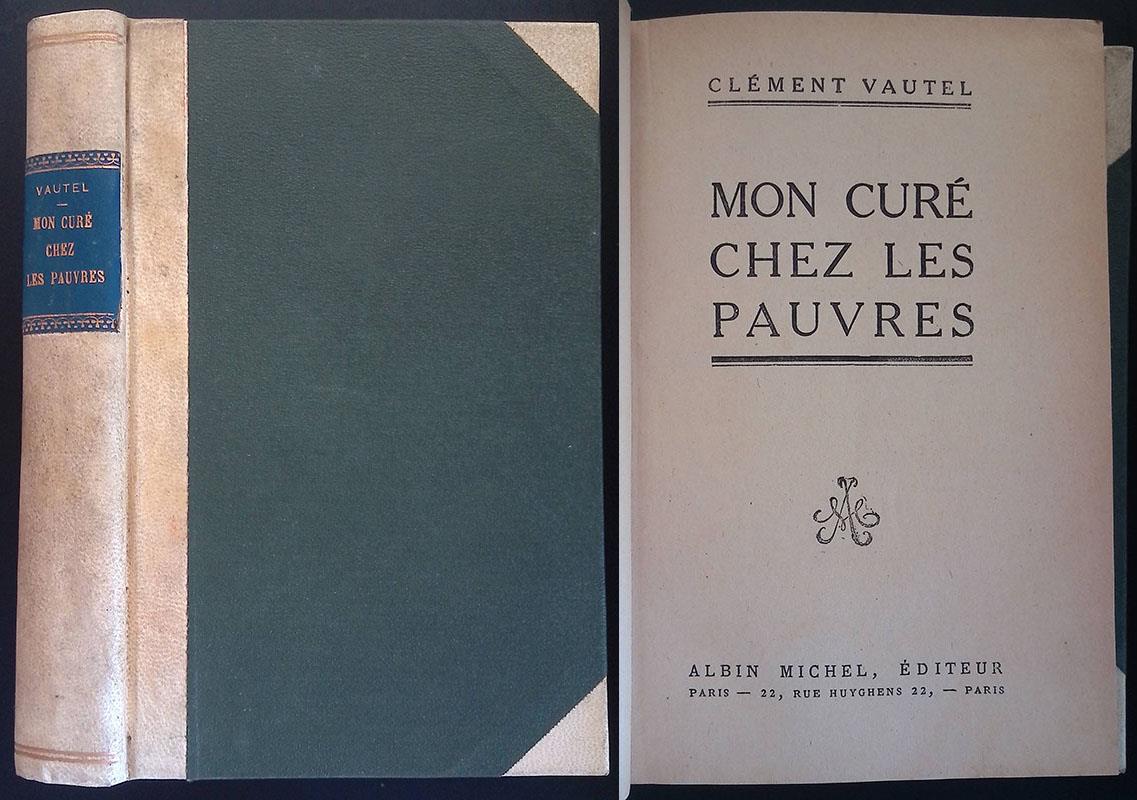 VAUTEL
MON CURÉ
CHEZ
LES PAUVRES
CLÉMENT VAUTEL
MON CURÉ
CHEZ LES
PAUVRES
ALBIN MICHEL, ÉDITEUR
PARIS — 22, RUE HUYGHENS 22, — PARIS